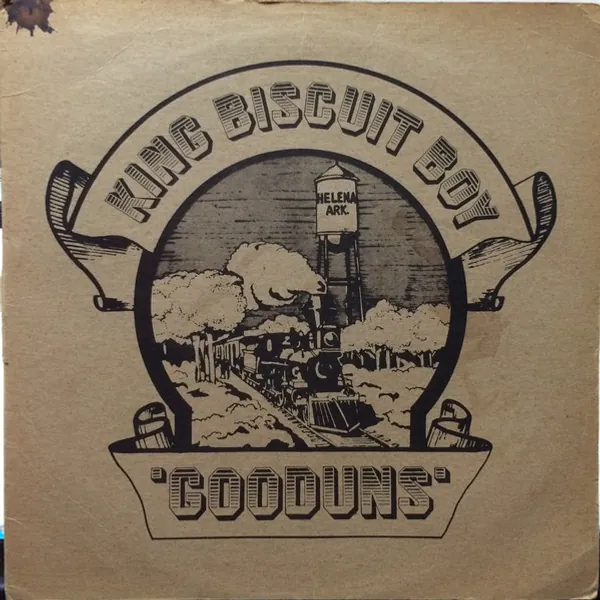 KING BISCUIT BOY
HELENA
ARK.
'GOODUNS'